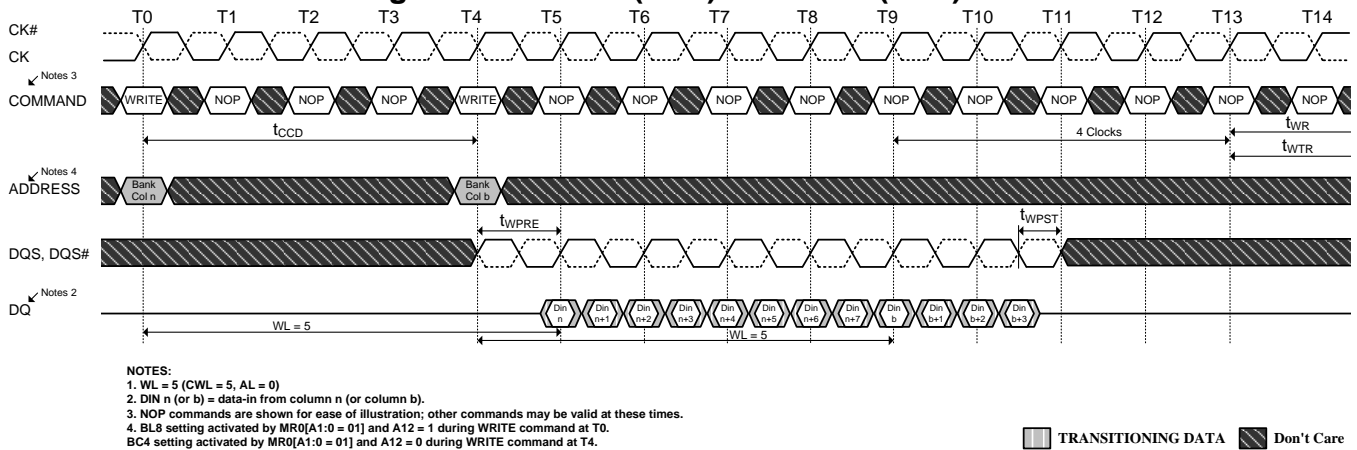 T0 T1 T2 T3 T4 T5 T6 T7 T8 T9 T10 T11 T12 T13 T14
CK#
CK
Notes 3
COMMAND WRITE NOP NOP NOP WRITE NOP NOP NOP NOP NOP NOP NOP NOP NOP NOP
tCCD 4 Clocks tWR
tWTR
Notes 4
ADDRESS Bank Col n Bank Col b
tWPRE tWPST
DQS, DQS#
Notes 2
DQ Din n Din n+1 Din n+2 Din n+3 Din n+4 Din n+5 Din n+6 Din n+7 Din b Din b+1 Din b+2 Din b+3
WL = 5 WL = 5
NOTES:
1. WL = 5 (CWL = 5, AL = 0)
2. DIN n (or b) = data-in from column n (or column b).
3. NOP commands are shown for ease of illustration; other commands may be valid at these times.
4. BL8 setting activated by MR0[A1:0 = 01] and A12 = 1 during WRITE command at T0.
BC4 setting activated by MR0[A1:0 = 01] and A12 = 0 during WRITE command at T4.
TRANSITIONING DATA Don't Care